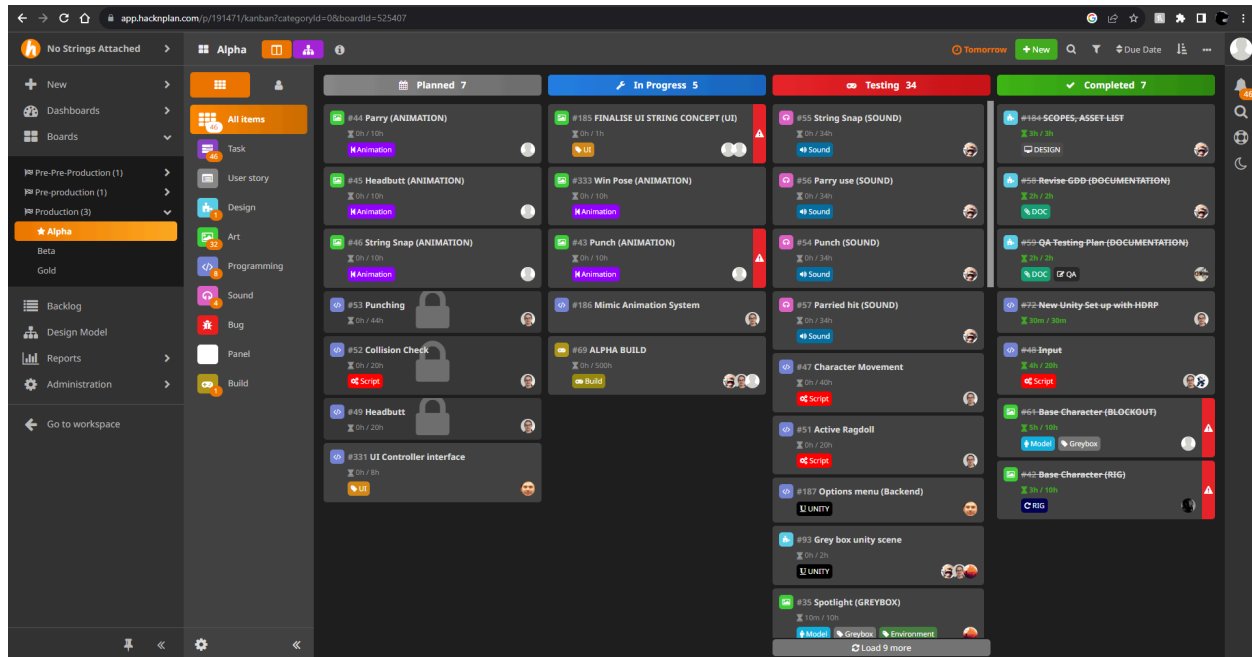 app.hacknplan.com/p/191471/kanban?categoryId=0&boardId=525407
No Strings Attached
Alpha
Tomorrow
New
Due Date
New
Dashboards
Boards
Pre-Pre-Production (1)
Pre-production (1)
Production (3)
Alpha
Beta
Gold
Backlog
Design Model
Reports
Administration
Go to workspace
All items
46
Task
46
User story
Design
1
Art
32
Programming
8
Sound
4
Bug
Panel
Build
1
Planned 7
#44 Parry (ANIMATION)
0h / 10h
Animation
#45 Headbutt (ANIMATION)
0h / 10h
Animation
#46 String Snap (ANIMATION)
0h / 10h
Animation
#53 Punching
0h / 44h
#52 Collision Check
0h / 20h
Script
#49 Headbutt
0h / 20h
#331 UI Controller interface
0h / 8h
UI
In Progress 5
#185 FINALISE UI STRING CONCEPT (UI)
0h / 1h
UI
#333 Win Pose (ANIMATION)
0h / 10h
Animation
#43 Punch (ANIMATION)
0h / 10h
Animation
#186 Mimic Animation System
#69 ALPHA BUILD
0h / 500h
Build
Testing 34
#55 String Snap (SOUND)
0h / 34h
Sound
#56 Parry use (SOUND)
0h / 34h
Sound
#54 Punch (SOUND)
0h / 34h
Sound
#57 Parried hit (SOUND)
0h / 34h
Sound
#47 Character Movement
0h / 40h
Script
#51 Active Ragdoll
0h / 20h
Script
#187 Options menu (Backend)
UNITY
#93 Grey box unity scene
0h / 2h
UNITY
#35 Spotlight (GREYBOX)
10m / 10h
Model Greybox Environment
Load 9 more
Completed 7
#184 SCOPES, ASSET LIST
3h / 3h
DESIGN
#58 Revise GDD (DOCUMENTATION)
2h / 2h
DOC
#59 QA Testing Plan (DOCUMENTATION)
2h / 2h
DOC QA
#72 New Unity Set up with HDRP
30m / 30m
#48 Input
4h / 20h
Script
#61 Base Character (BLOCKOUT)
5h / 10h
Model Greybox
#42 Base Character (RIG)
3h / 10h
RIG
46